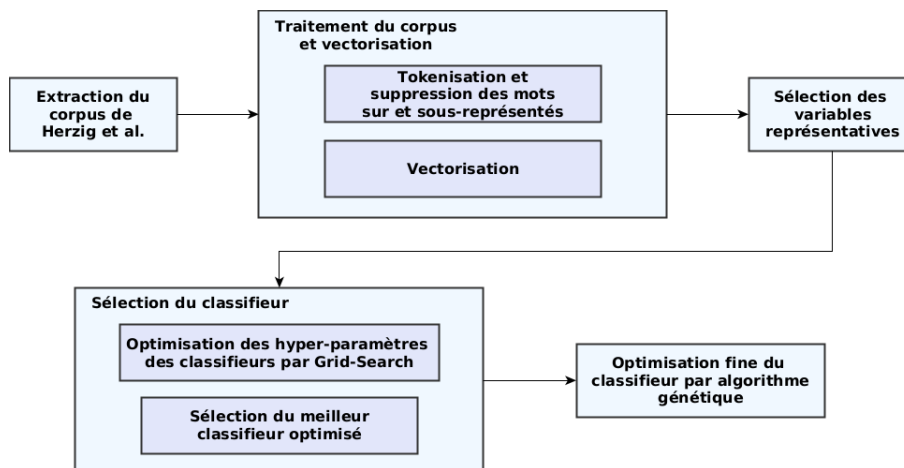 Extraction du
corpus de
Herzig et al.
Traitement du corpus
et vectorisation
Tokenisation et
suppression des mots
sur et sous-représentés
Vectorisation
Sélection des
variables
représentatives
Sélection du classifieur
Optimisation des hyper-paramètres
des classifieurs par Grid-Search
Sélection du meilleur
classifieur optimisé
Optimisation fine du
classifieur par algorithme
génétique